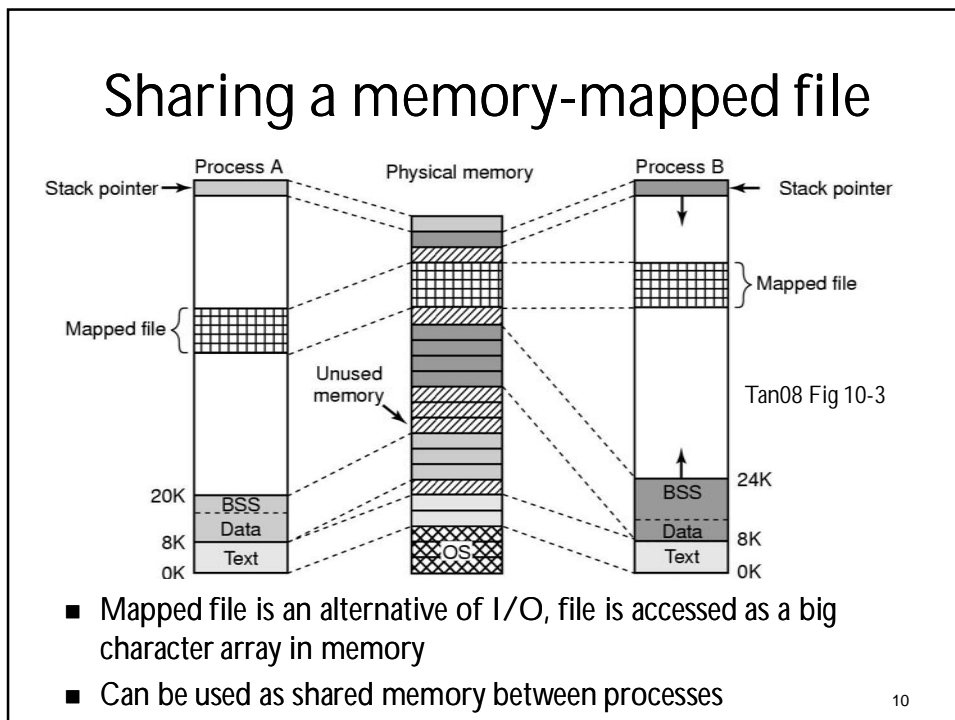 Sharing a memory-mapped file
Process A
Physical memory
Process B
Stack pointer
Stack pointer
Mapped file
Mapped file
Unused
memory
Tan08 Fig 10-3
20K
BSS
Data
8K
Text
0K
OS
24K
BSS
Data
8K
Text
0K
■ Mapped file is an alternative of I/O, file is accessed as a big
character array in memory
■ Can be used as shared memory between processes
10